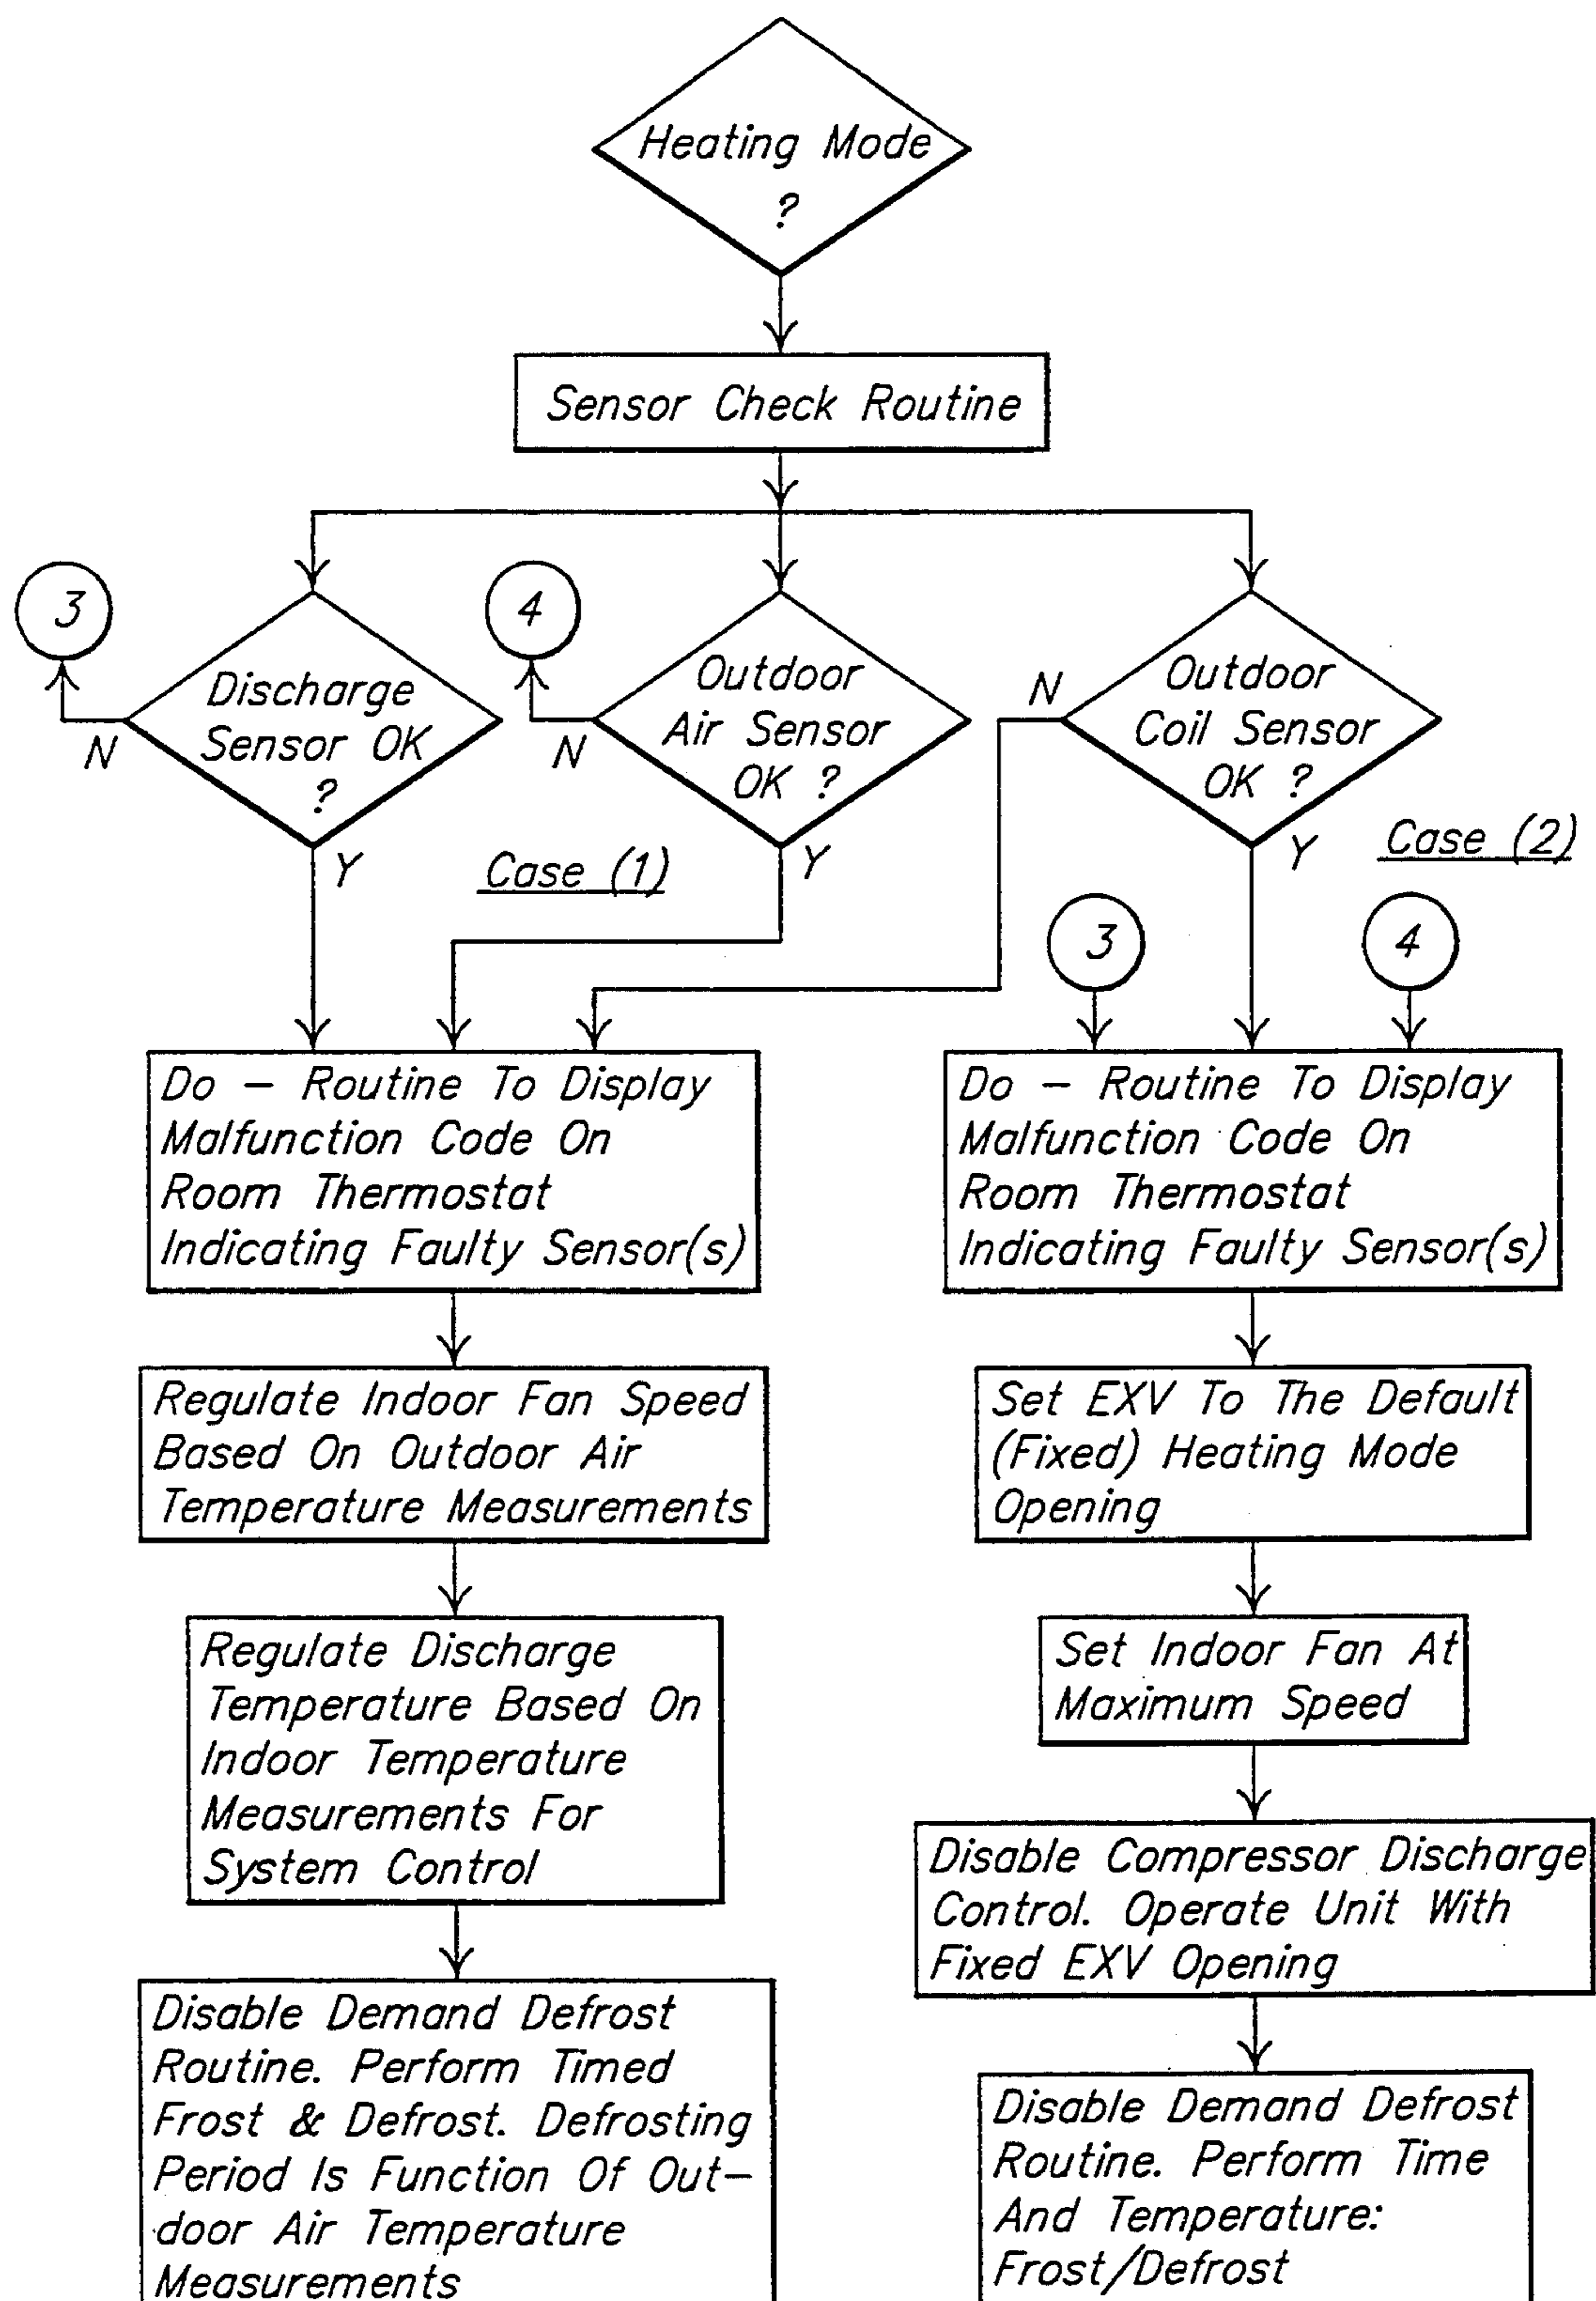 Heating Mode
?
Sensor Check Routine
3
Discharge
Sensor OK
?
N
Y
4
Outdoor
Air Sensor
OK ?
N
Y
Outdoor
Coil Sensor
OK ?
N
Y
Case (1)
Case (2)
3
4
Do – Routine To Display
Malfunction Code On
Room Thermostat
Indicating Faulty Sensor(s)
Regulate Indoor Fan Speed
Based On Outdoor Air
Temperature Measurements
Regulate Discharge
Temperature Based On
Indoor Temperature
Measurements For
System Control
Disable Demand Defrost
Routine. Perform Timed
Frost & Defrost. Defrosting
Period Is Function Of Out–
door Air Temperature
Measurements
Do – Routine To Display
Malfunction Code On
Room Thermostat
Indicating Faulty Sensor(s)
Set EXV To The Default
(Fixed) Heating Mode
Opening
Set Indoor Fan At
Maximum Speed
Disable Compressor Discharge
Control. Operate Unit With
Fixed EXV Opening
Disable Demand Defrost
Routine. Perform Time
And Temperature:
Frost/Defrost